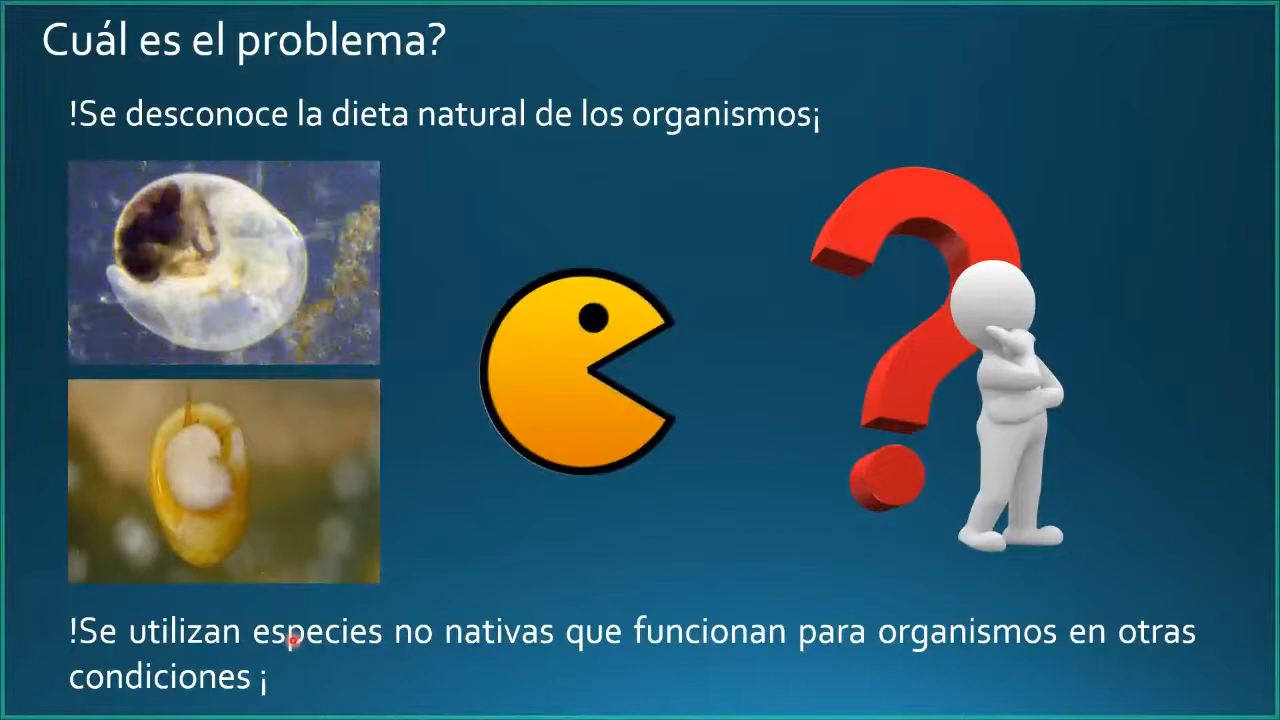 Cuál es el problema?
!Se desconoce la dieta natural de los organismos¡
!Se utilizan especies no nativas que funcionan para organismos en otras
condiciones ¡